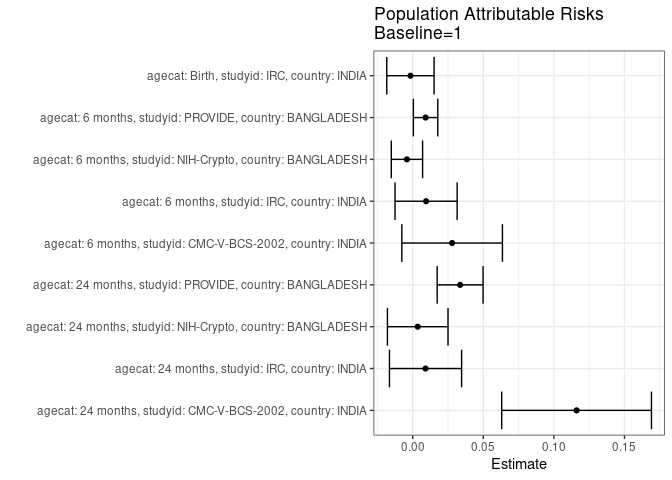 Population Attributable Risks
Baseline=1
agecat: Birth, studyid: IRC, country: INDIA
agecat: 6 months, studyid: PROVIDE, country: BANGLADESH
agecat: 6 months, studyid: NIH-Crypto, country: BANGLADESH
agecat: 6 months, studyid: IRC, country: INDIA
agecat: 6 months, studyid: CMC-V-BCS-2002, country: INDIA
agecat: 24 months, studyid: PROVIDE, country: BANGLADESH
agecat: 24 months, studyid: NIH-Crypto, country: BANGLADESH
agecat: 24 months, studyid: IRC, country: INDIA
agecat: 24 months, studyid: CMC-V-BCS-2002, country: INDIA
0.00 0.05 0.10 0.15
Estimate